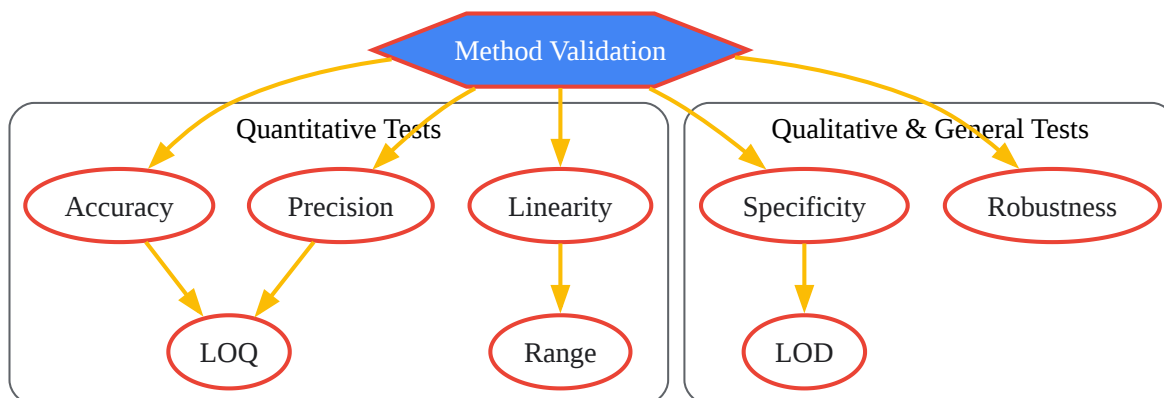 Method Validation
Quantitative Tests
Qualitative & General Tests
Accuracy
Precision
Linearity
Specificity
Robustness
LOQ
Range
LOD